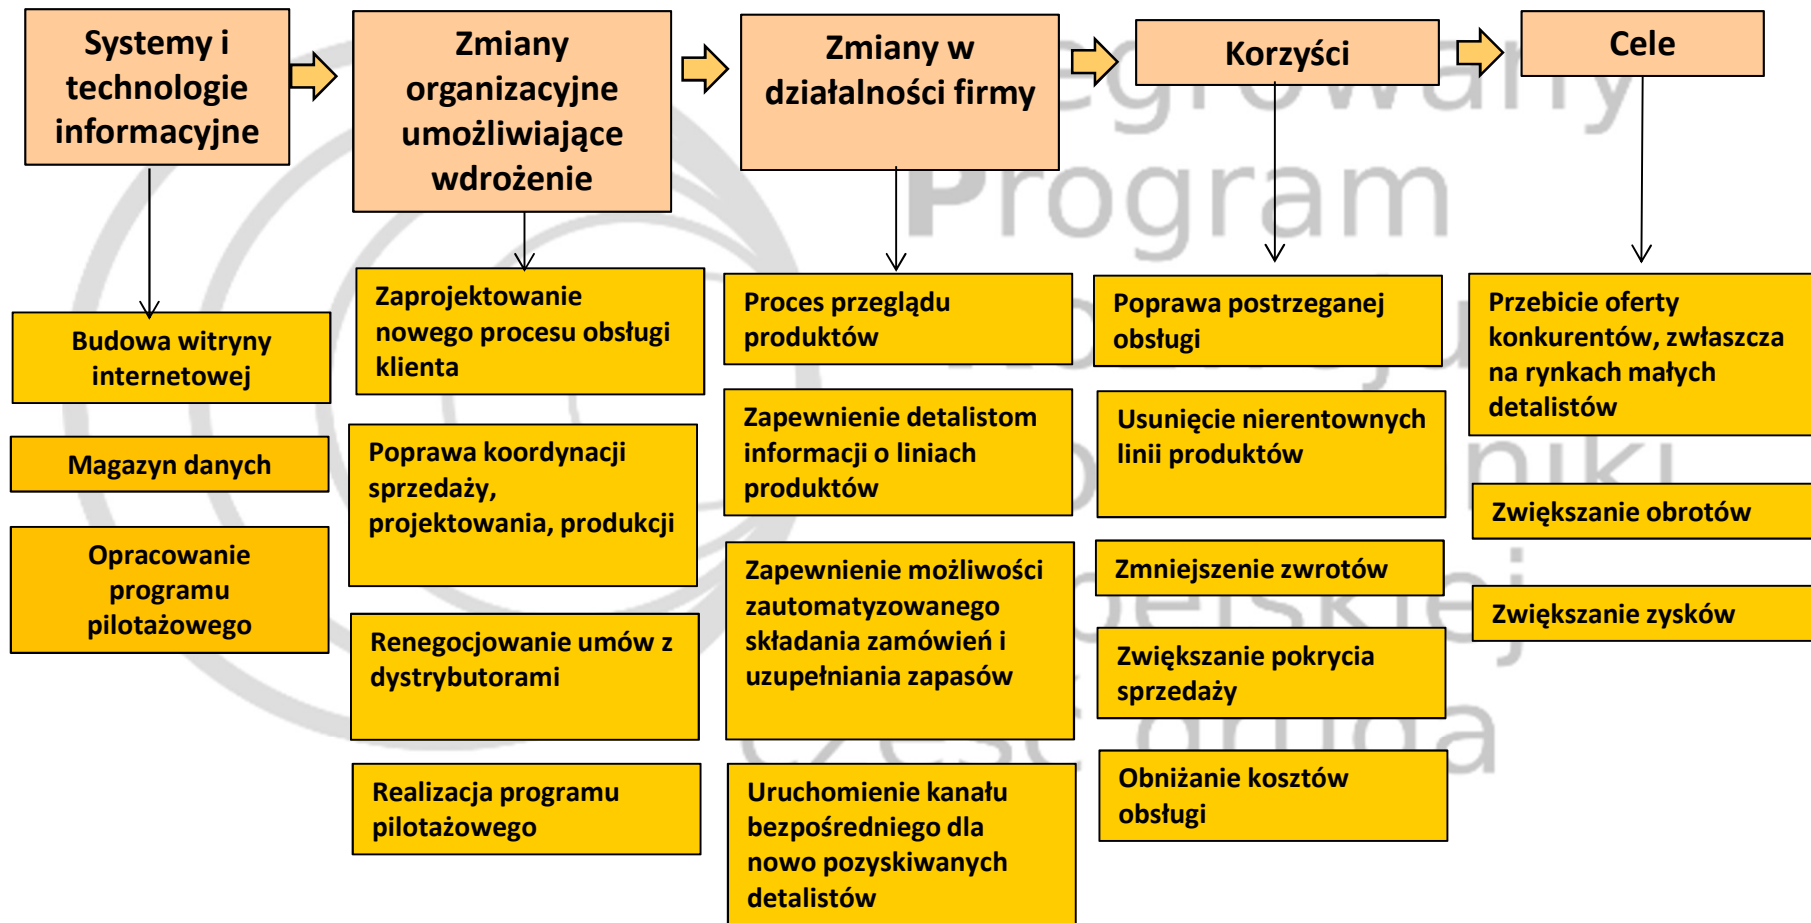 Systemy i
technologie
informacyjne
Zmiany
organizacyjne
umożliwiające
wdrożenie
Zmiany w
działalności firmy
Korzyści
Cele
Budowa witryny
internetowej
Magazyn danych
Opracowanie
programu
pilotażowego
Zaprojektowanie
nowego procesu obsługi
klienta
Poprawa koordynacji
sprzedaży,
projektowania, produkcji
Renegocjowanie umów z
dystrybutorami
Realizacja programu
pilotażowego
Proces przeglądu
produktów
Zapewnienie detalistom
informacji o liniach
produktów
Zapewnienie możliwości
zautomatyzowanego
składania zamówień i
uzupełniania zapasów
Uruchomienie kanału
bezpośredniego dla
nowo pozyskiwanych
detalistów
Poprawa postrzeganej
obsługi
Usunięcie nierentownych
linii produktów
Zmniejszenie zwrotów
Zwiększanie pokrycia
sprzedaży
Obniżanie kosztów
obsługi
Przebicie oferty
konkurentów, zwłaszcza
na rynkach małych
detalistów
Zwiększanie obrotów
Zwiększanie zysków
Program